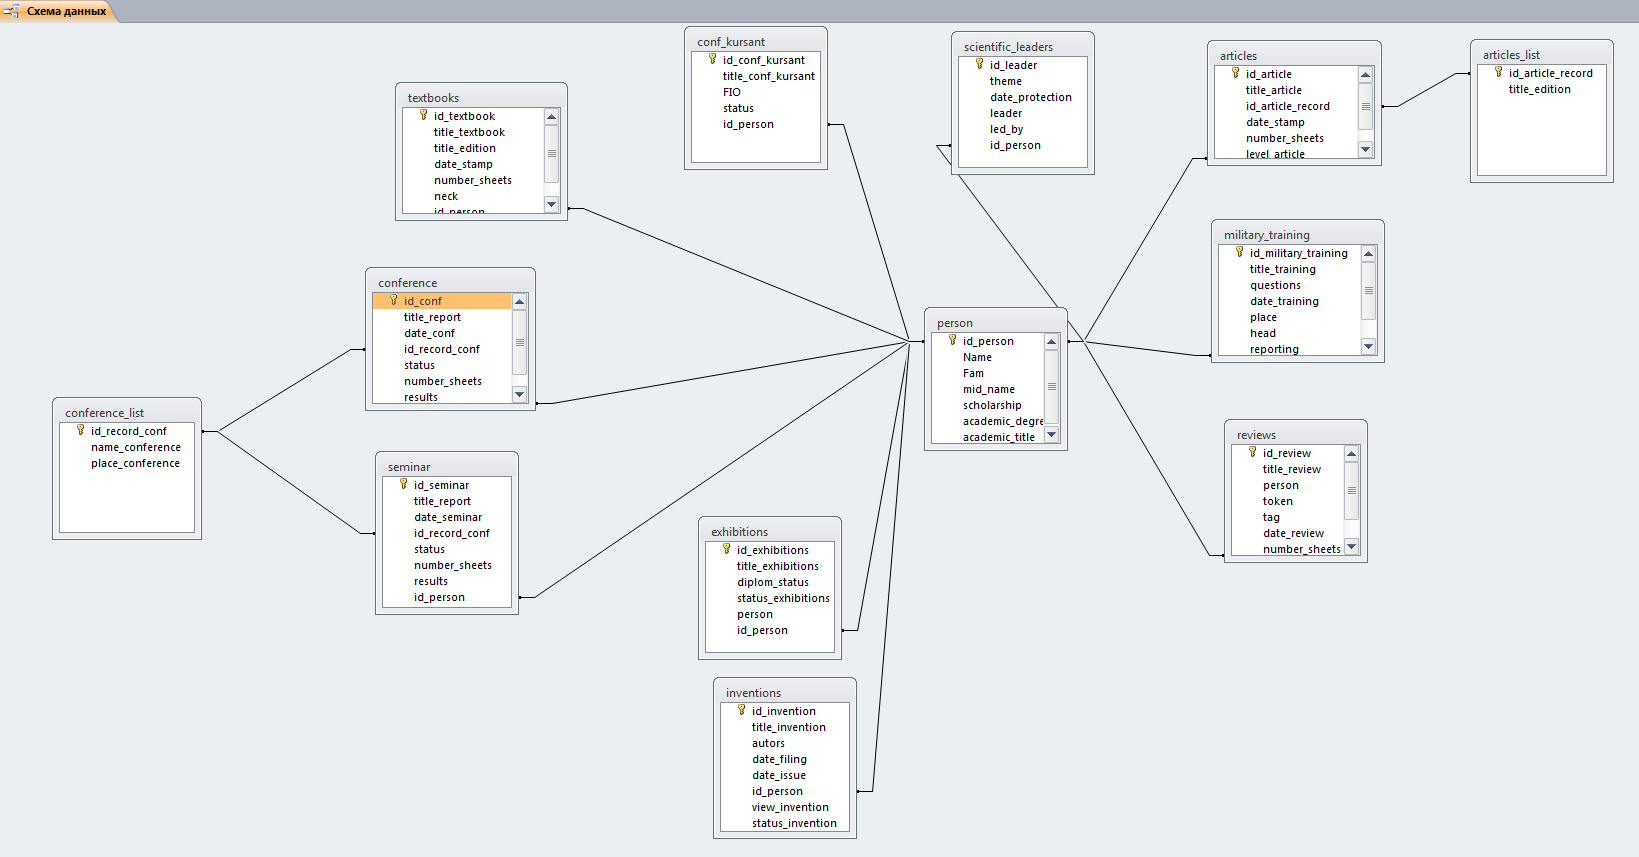 Схема данных
conf_kursant
id_conf_kursant
title_conf_kursant
FIO
status
id_person
scientific_leaders
id_leader
theme
date_protection
leader
led_by
id_person
articles
id_article
title_article
id_article_record
date_stamp
number_sheets
level_article
articles_list
id_article_record
title_edition
textbooks
id_textbook
title_textbook
title_edition
date_stamp
number_sheets
neck
id_person
military_training
id_military_training
title_training
questions
date_training
place
head
reporting
conference
id_conf
title_report
date_conf
id_record_conf
status
number_sheets
results
person
id_person
Name
Fam
mid_name
scholarship
academic_degre
academic_title
conference_list
id_record_conf
name_conference
place_conference
reviews
id_review
title_review
person
token
tag
date_review
number_sheets
seminar
id_seminar
title_report
date_seminar
id_record_conf
status
number_sheets
results
id_person
exhibitions
id_exhibitions
title_exhibitions
diplom_status
status_exhibitions
person
id_person
inventions
id_invention
title_invention
autors
date_filing
date_issue
id_person
view_invention
status_invention